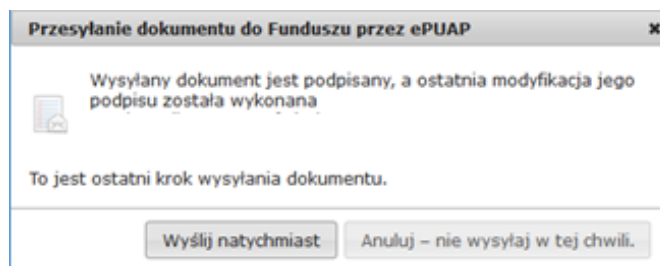 Przesyłanie dokumentu do Funduszu przez ePUAP
Wysyłany dokument jest podpisany, a ostatnia modyfikacja jego
podpisu została wykonana
To jest ostatni krok wysyłania dokumentu.
Wyślij natychmiast
Anuluj – nie wysyłaj w tej chwili.